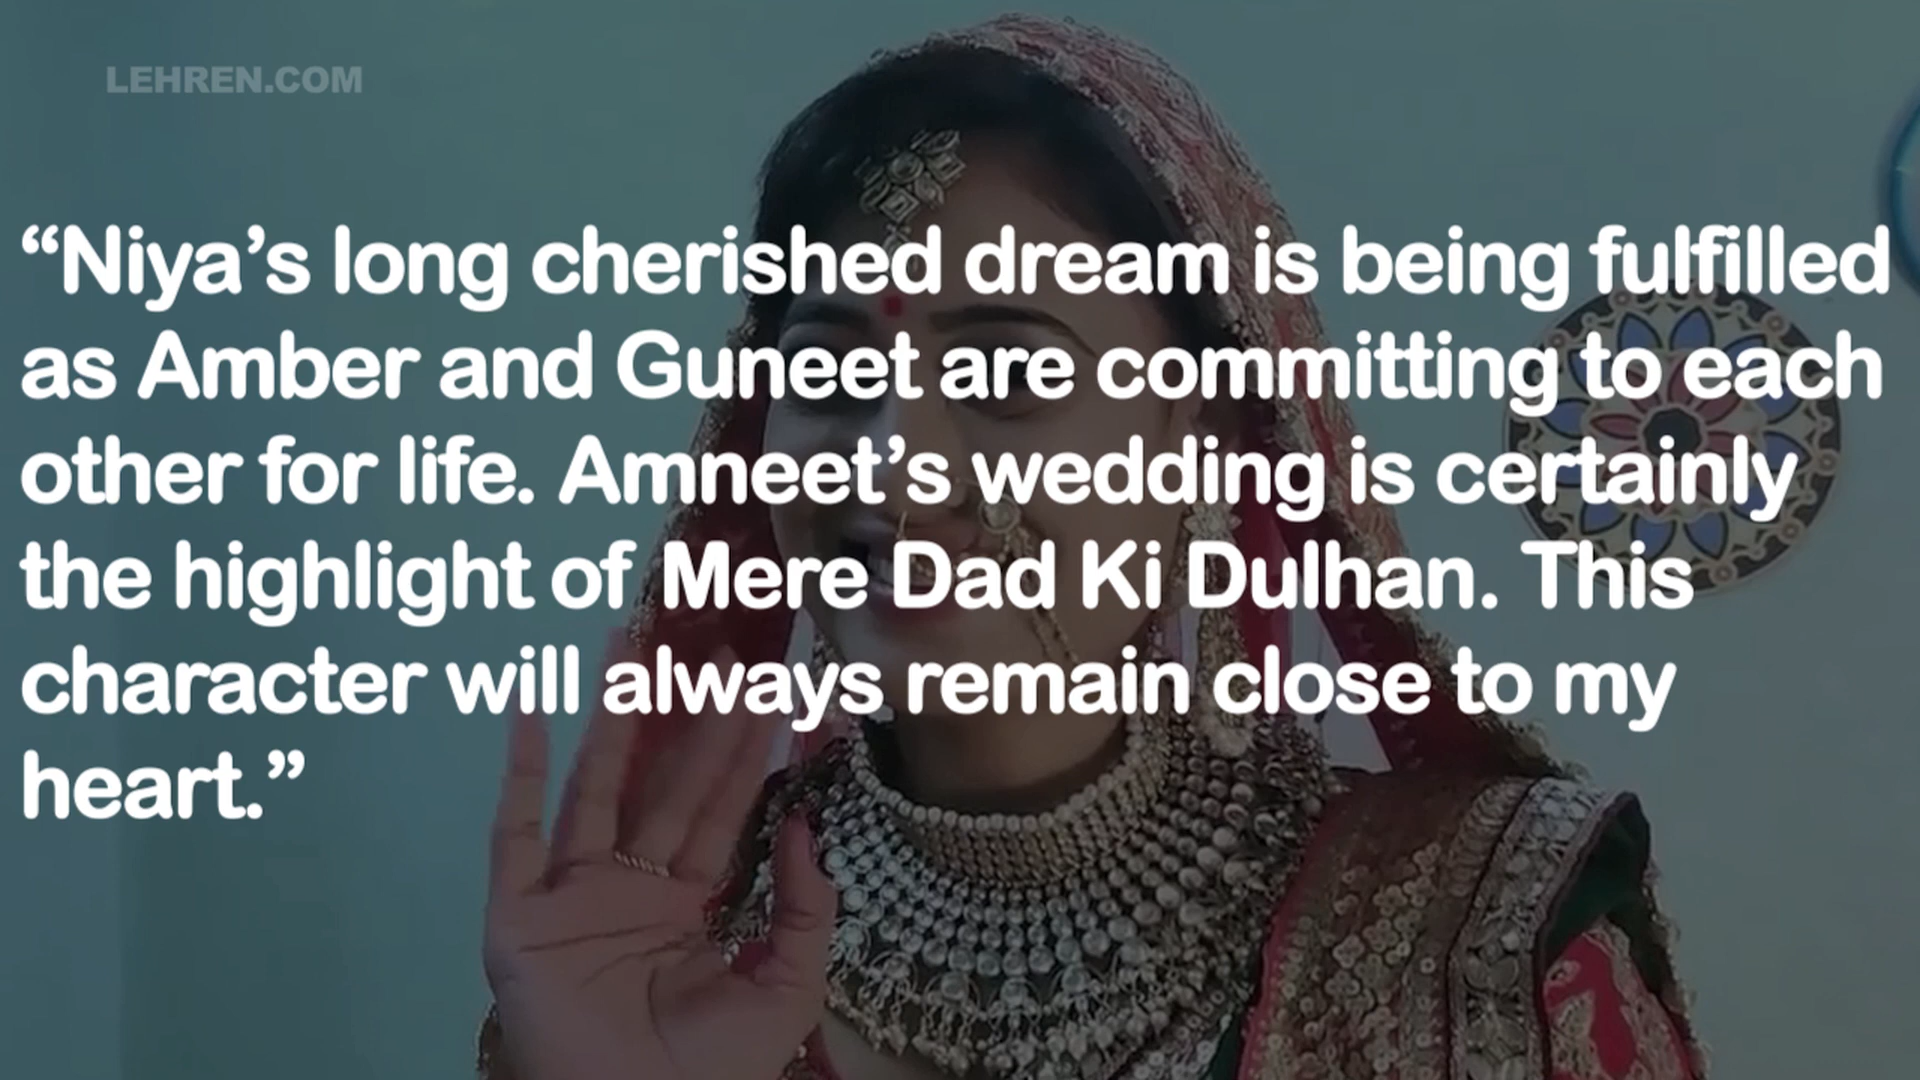 LEHREN.COM
“Niya’s long cherished dream is being fulfilled
as Amber and Guneet are committing to each
other for life. Amneet’s wedding is certainly
the highlight of Mere Dad Ki Dulhan. This
character will always remain close to my
heart.”